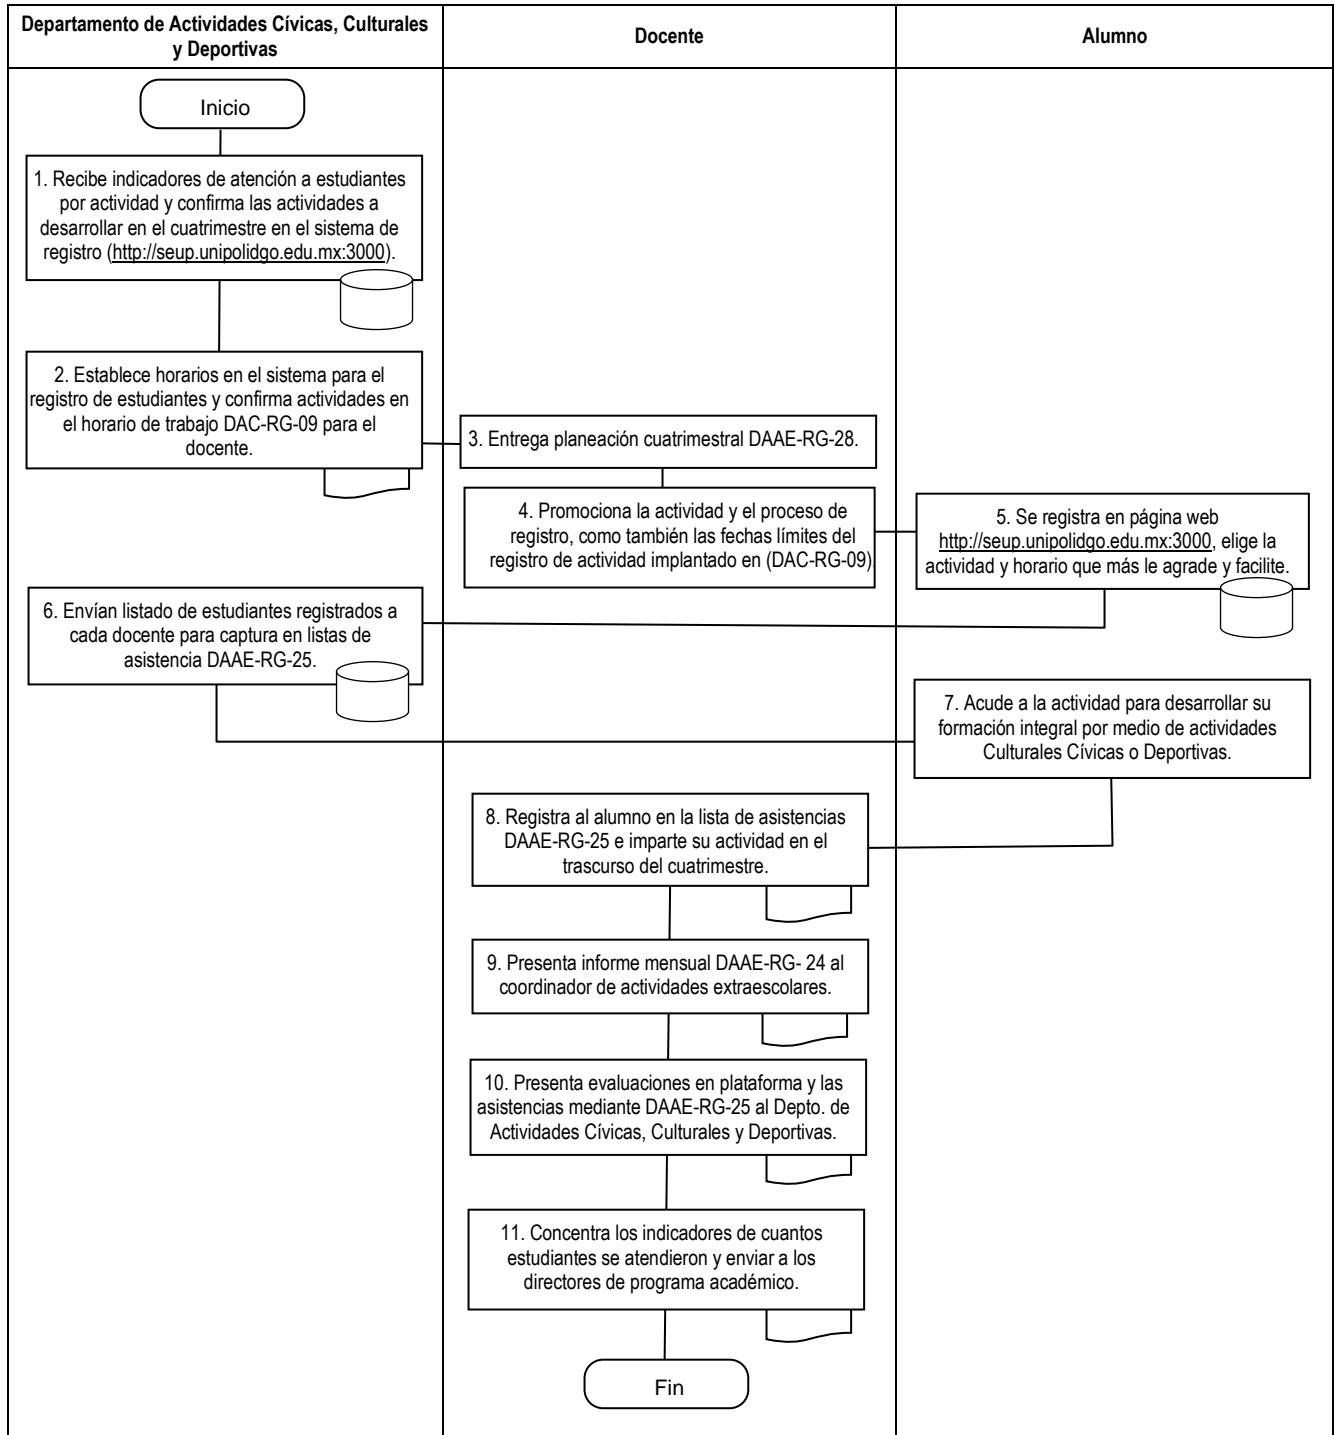 Departamento de Actividades Cívicas, Culturales
y Deportivas
Docente
Alumno
Inicio
1. Recibe indicadores de atención a estudiantes
por actividad y confirma las actividades a
desarrollar en el cuatrimestre en el sistema de
registro (http://seup.unipolidgo.edu.mx:3000).
2. Establece horarios en el sistema para el
registro de estudiantes y confirma actividades en
el horario de trabajo DAC-RG-09 para el
docente.
3. Entrega planeación cuatrimestral DAAE-RG-28.
4. Promociona la actividad y el proceso de
registro, como también las fechas límites del
registro de actividad implantado en (DAC-RG-09).
5. Se registra en página web
http://seup.unipolidgo.edu.mx:3000, elige la
actividad y horario que más le agrade y facilite.
6. Envían listado de estudiantes registrados a
cada docente para captura en listas de
asistencia DAAE-RG-25.
7. Acude a la actividad para desarrollar su
formación integral por medio de actividades
Culturales Cívicas o Deportivas.
8. Registra al alumno en la lista de asistencias
DAAE-RG-25 e imparte su actividad en el
trascurso del cuatrimestre.
9. Presenta informe mensual DAAE-RG- 24 al
coordinador de actividades extraescolares.
10. Presenta evaluaciones en plataforma y las
asistencias mediante DAAE-RG-25 al Depto. de
Actividades Cívicas, Culturales y Deportivas.
11. Concentra los indicadores de cuantos
estudiantes se atendieron y enviar a los
directores de programa académico.
Fin